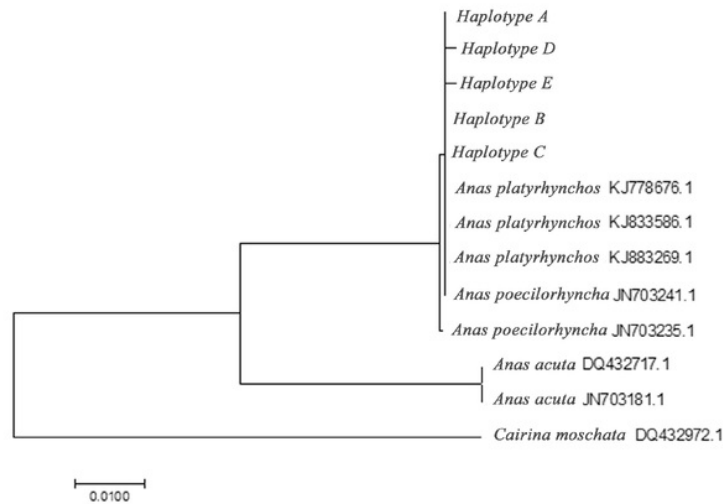 Haplotype A
Haplotype D
Haplotype E
Haplotype B
Haplotype C
Anas platyrhynchos KJ778676.1
Anas platyrhynchos KJ833586.1
Anas platyrhynchos KJ883269.1
Anas poecilorhyncha JN703241.1
Anas poecilorhyncha JN703235.1
Anas acuta DQ432717.1
Anas acuta JN703181.1
Cairina moschata DQ432972.1
0.0100